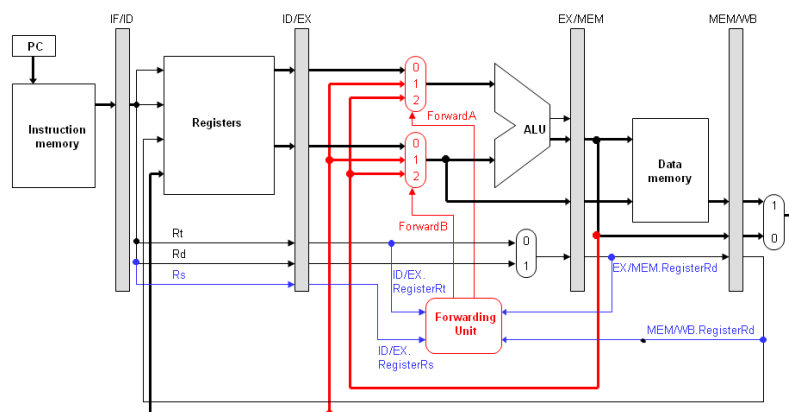 IF/ID
ID/EX
EX/MEM
MEM/WB
PC
Instruction
memory
Registers
0
1
2
ForwardA
0
1
2
ForwardB
ALU
Data
memory
1
0
Rt
Rd
Rs
0
1
ID/EX.
RegisterRt
EX/MEM.RegisterRd
Forwarding
Unit
MEM/WB.RegisterRd
ID/EX.
RegisterRs